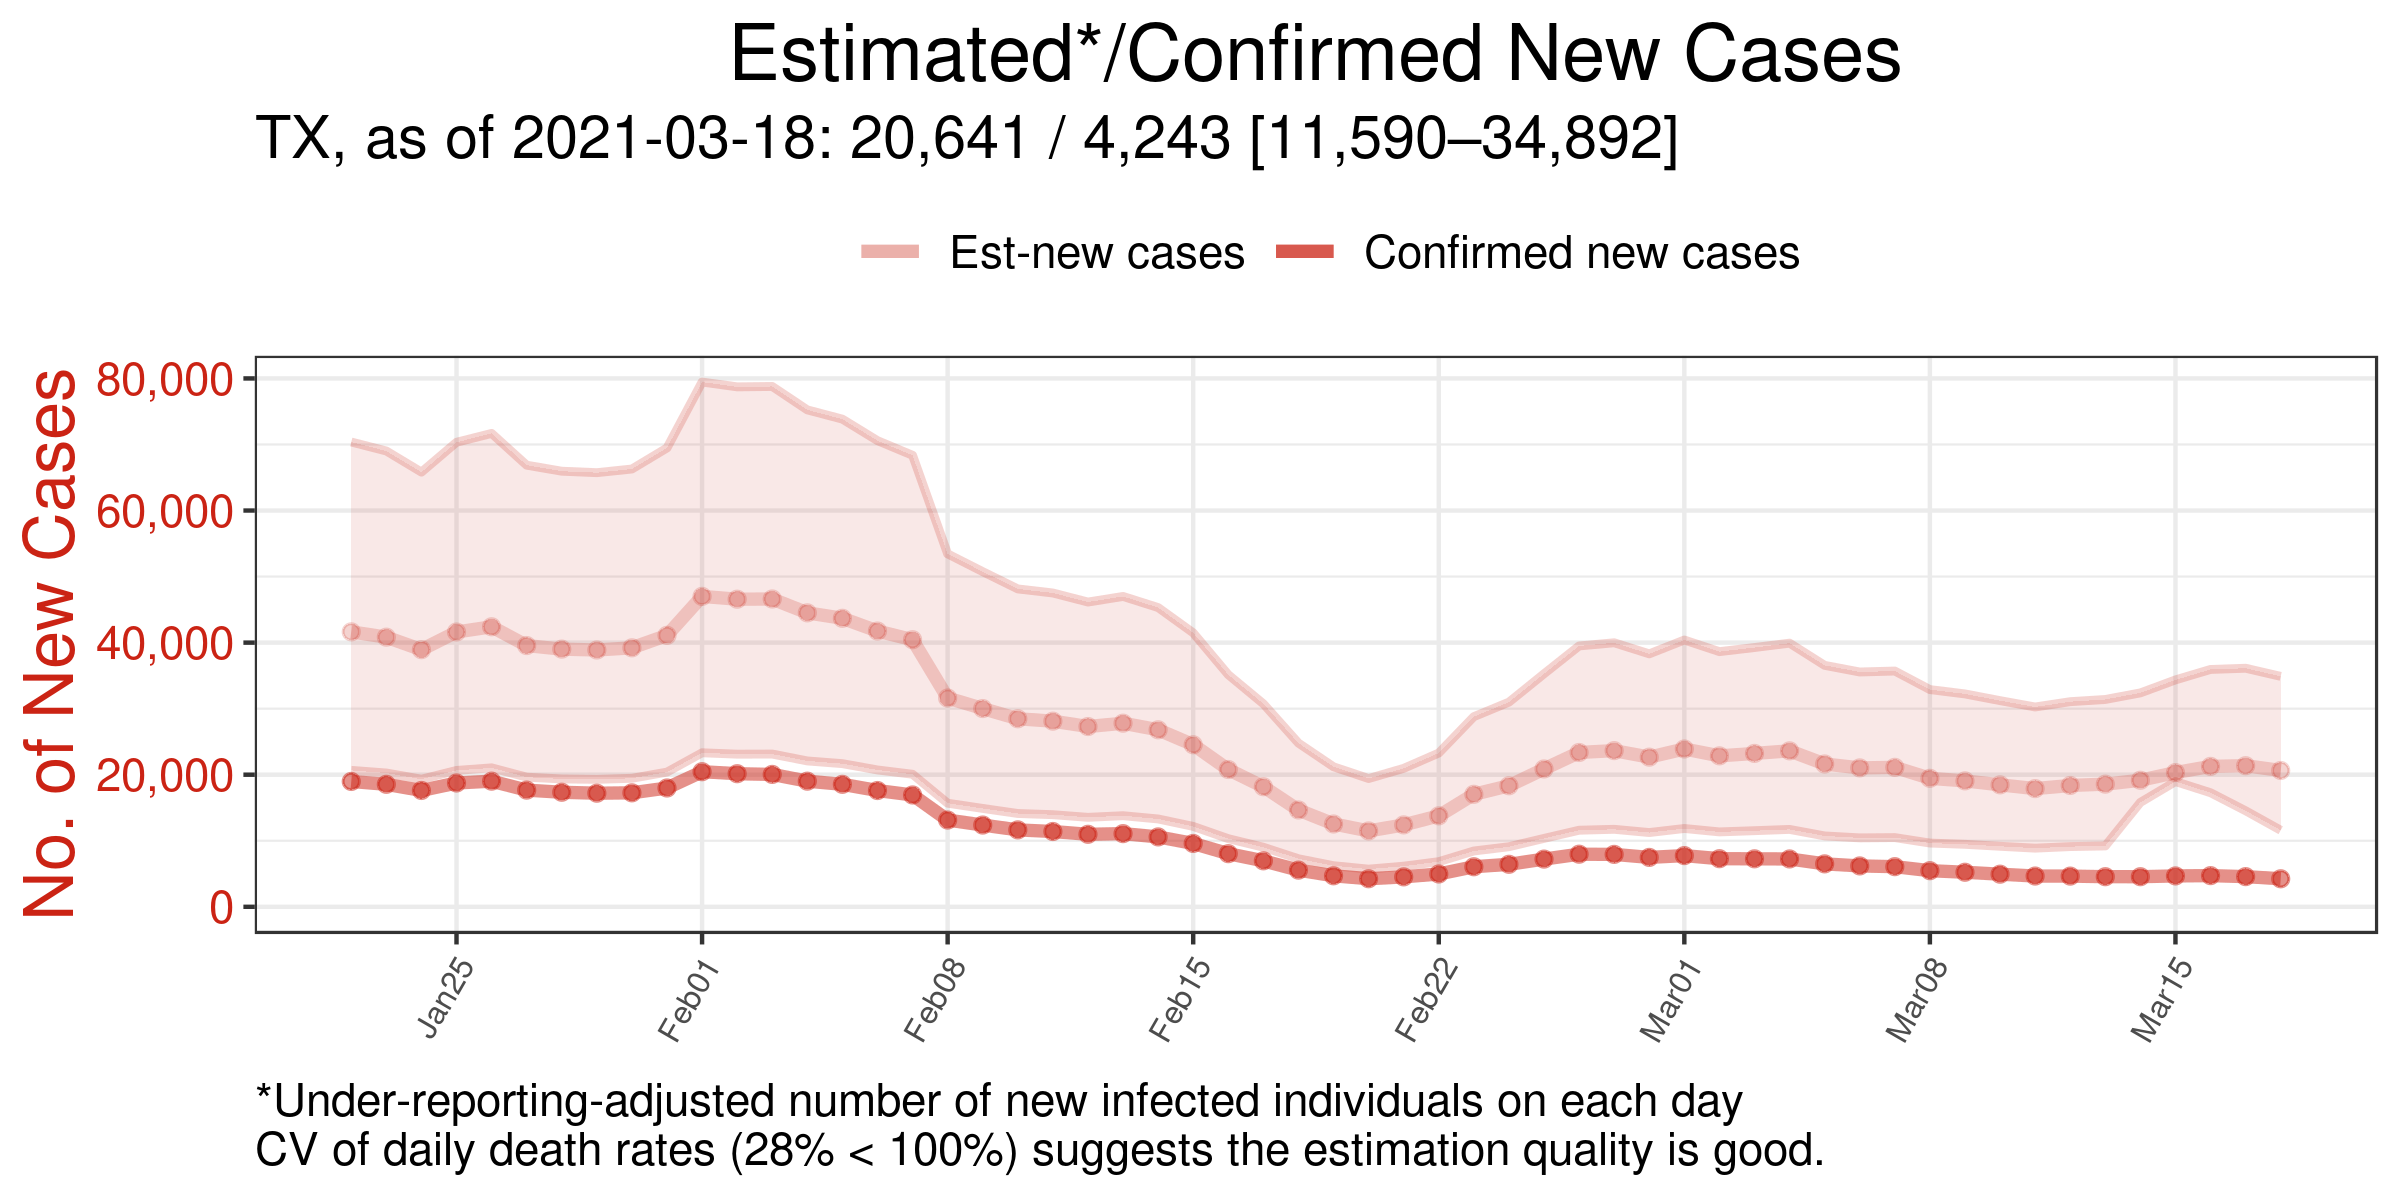 Estimated*/Confirmed New Cases
TX, as of 2021-03-18: 20,641 / 4,243 [11,590–34,892]
Est-new cases
Confirmed new cases
No. of New Cases
80,000
60,000
40,000
20,000
0
Jan25
Feb01
Feb08
Feb15
Feb22
Mar01
Mar08
Mar15
*Under-reporting-adjusted number of new infected individuals on each day
CV of daily death rates (28% < 100%) suggests the estimation quality is good.